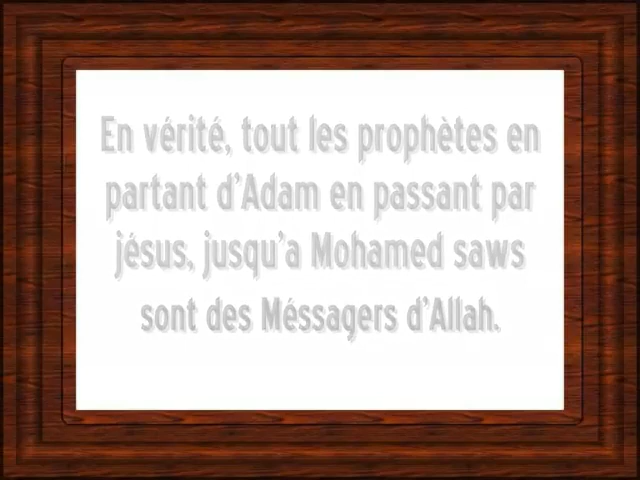 En vérité, tout les prophètes en
partant d'Adam en passant par
jésus, jusqu'a Mohamed saws
sont des Méssagers d'Allah.